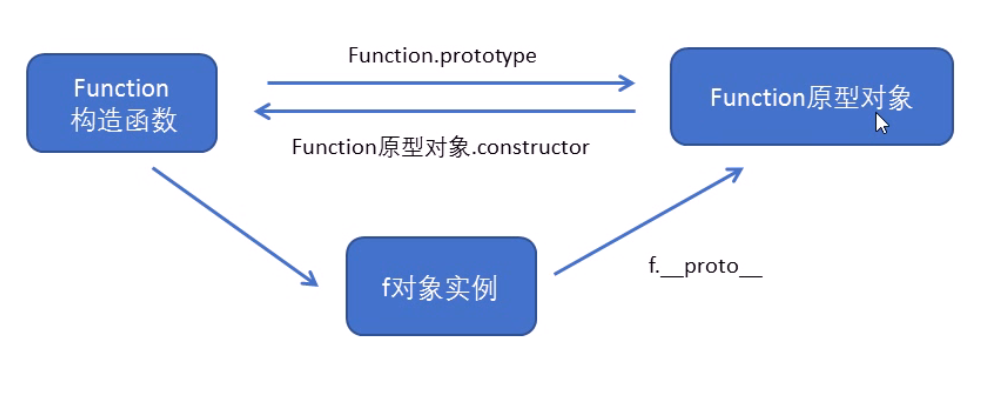 Function.prototype
Function
构造函数
Function原型对象
Function原型对象.constructor
f对象实例
f.__proto__